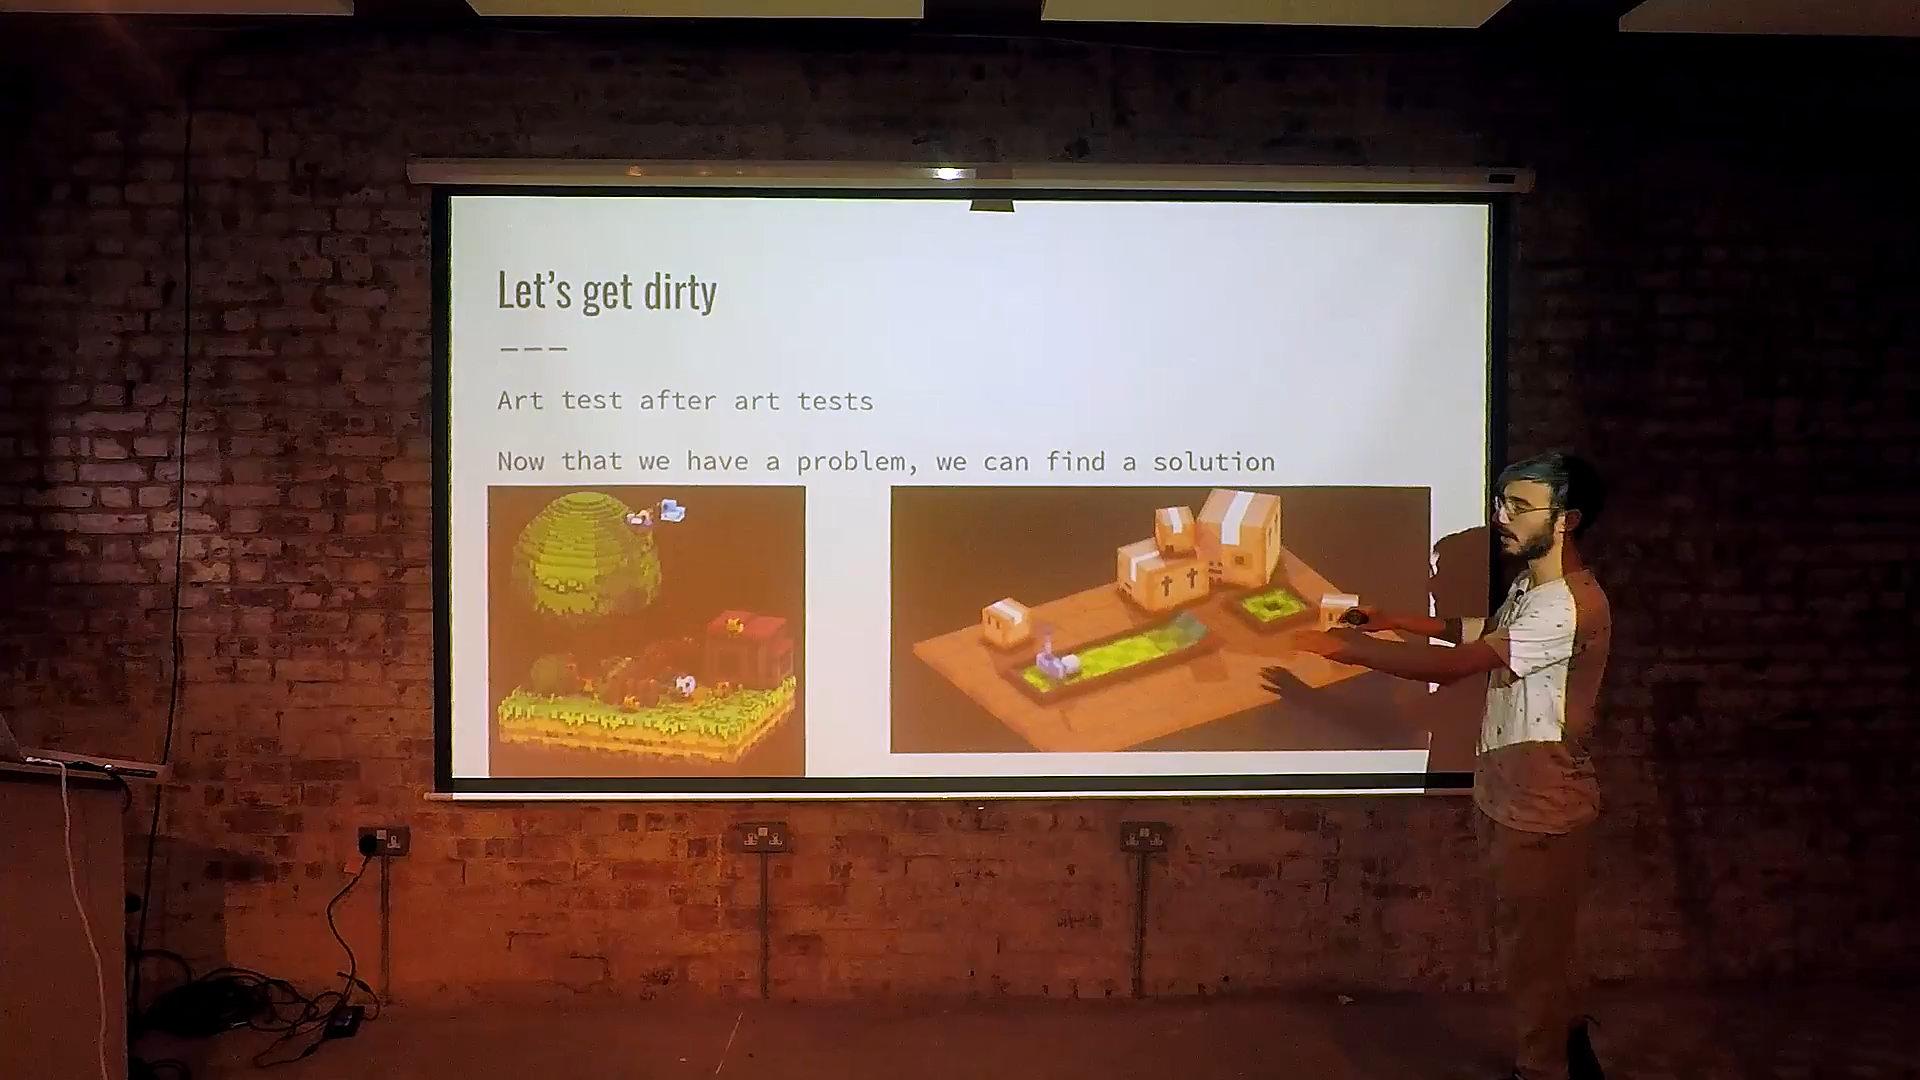 Let's get dirty
Art test after art tests
Now that we have a problem, we can find a solution